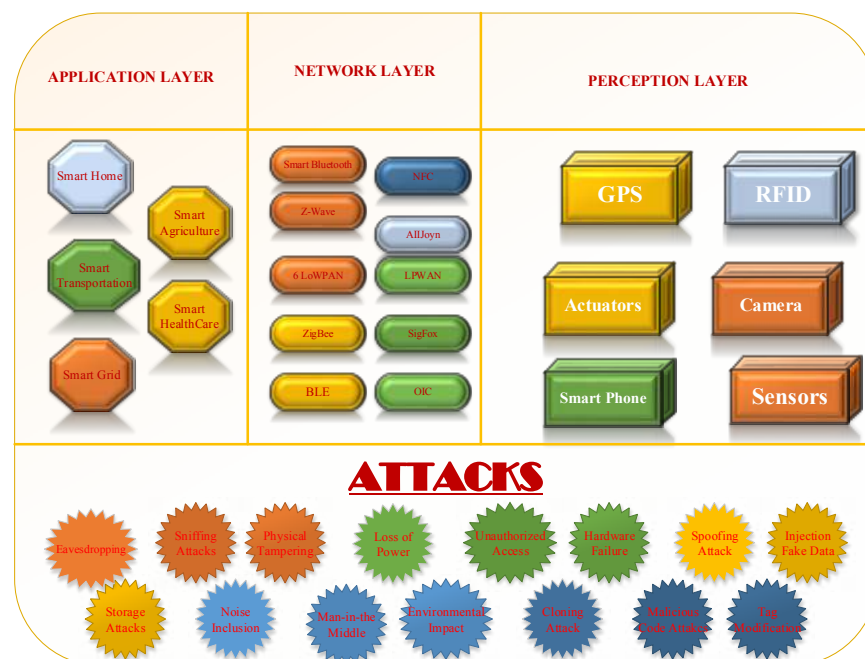 APPLICATION LAYER
NETWORK LAYER
PERCEPTION LAYER
Smart Home
Smart
Agriculture
Smart
Transportation
Smart
HealthCare
Smart Grid
Smart Bluetooth
NFC
Z-Wave
AllJoyn
6 LoWPAN
LPWAN
ZigBee
SigFox
BLE
OIC
GPS
RFID
Actuators
Camera
Smart Phone
Sensors
ATTACKS
Eavesdropping
Sniffing
Attacks
Physical
Tampering
Loss of
Power
Unauthorized
Access
Hardware
Failure
Spoofing
Attack
Injection
Fake Data
Storage
Attacks
Noise
Inclusion
Man-in-the
Middle
Environmental
Impact
Cloning
Attack
Malicious
Code Attakes
Tag
Modification